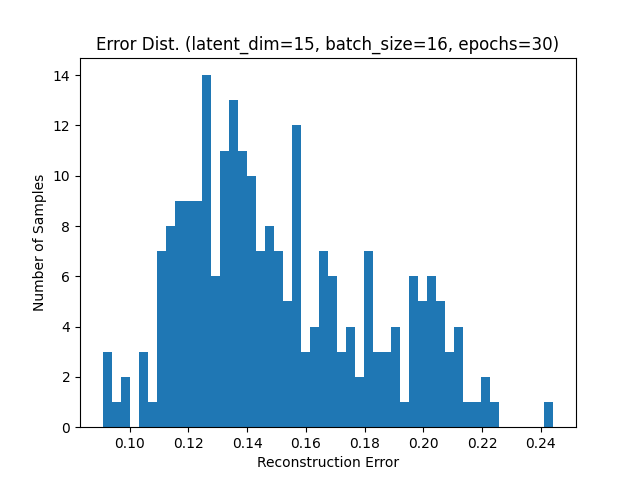 Error Dist. (latent_dim=15, batch_size=16, epochs=30)
14
12
10
8
6
4
2
0
Number of Samples
0.10 0.12 0.14 0.16 0.18 0.20 0.22 0.24
Reconstruction Error